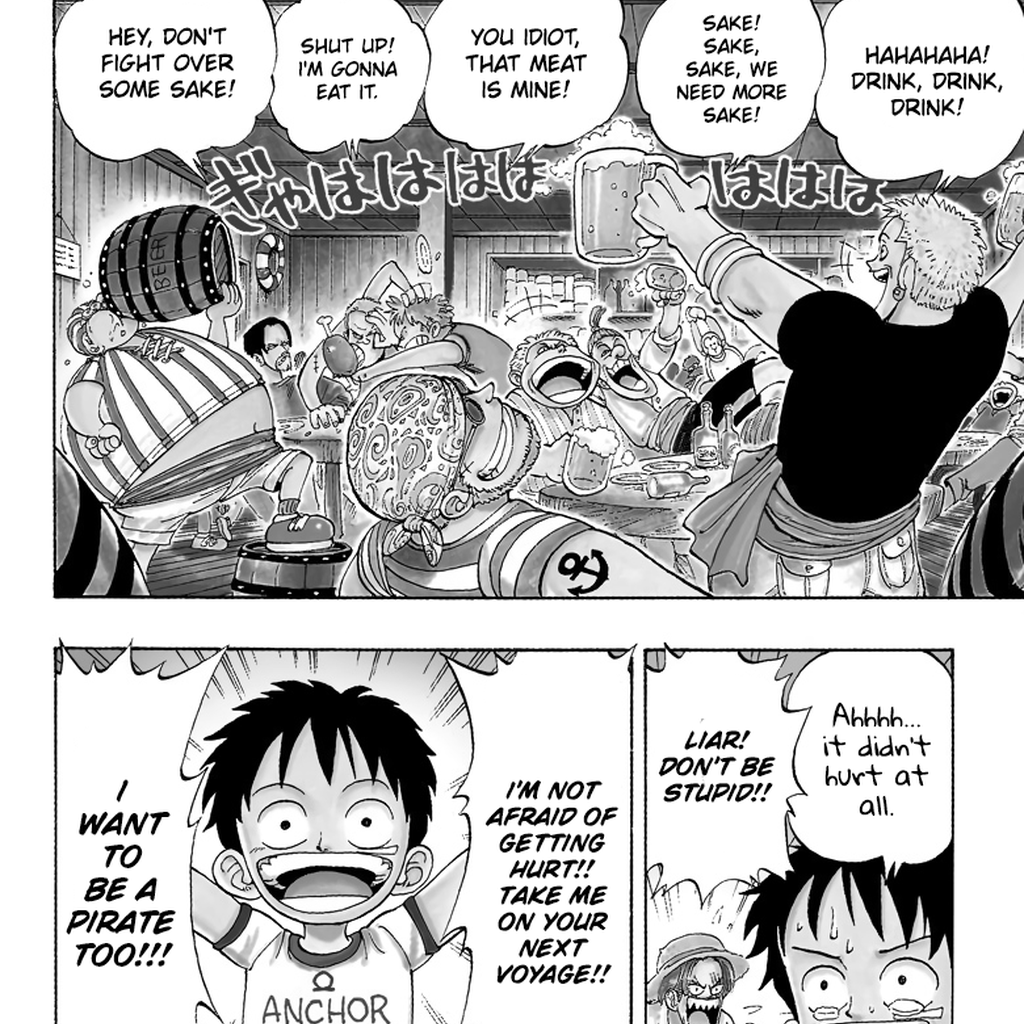 HAHAHAHA!
DRINK, DRINK,
DRINK!
SAKE!
SAKE,
SAKE, WE
NEED MORE
SAKE!
YOU IDIOT,
THAT MEAT
IS MINE!
SHUT UP!
I'M GONNA
EAT IT.
HEY, DON'T
FIGHT OVER
SOME SAKE!
ぎゃはははは
ははは
BEER
Ahhhh...
it didn't
hurt at
all.
LIAR!
DON'T BE
STUPID!!
I'M NOT
AFRAID OF
GETTING
HURT!!
TAKE ME
ON YOUR
NEXT
VOYAGE!!
I
WANT
TO
BE A
PIRATE
TOO!!!
Ω
ANCHOR